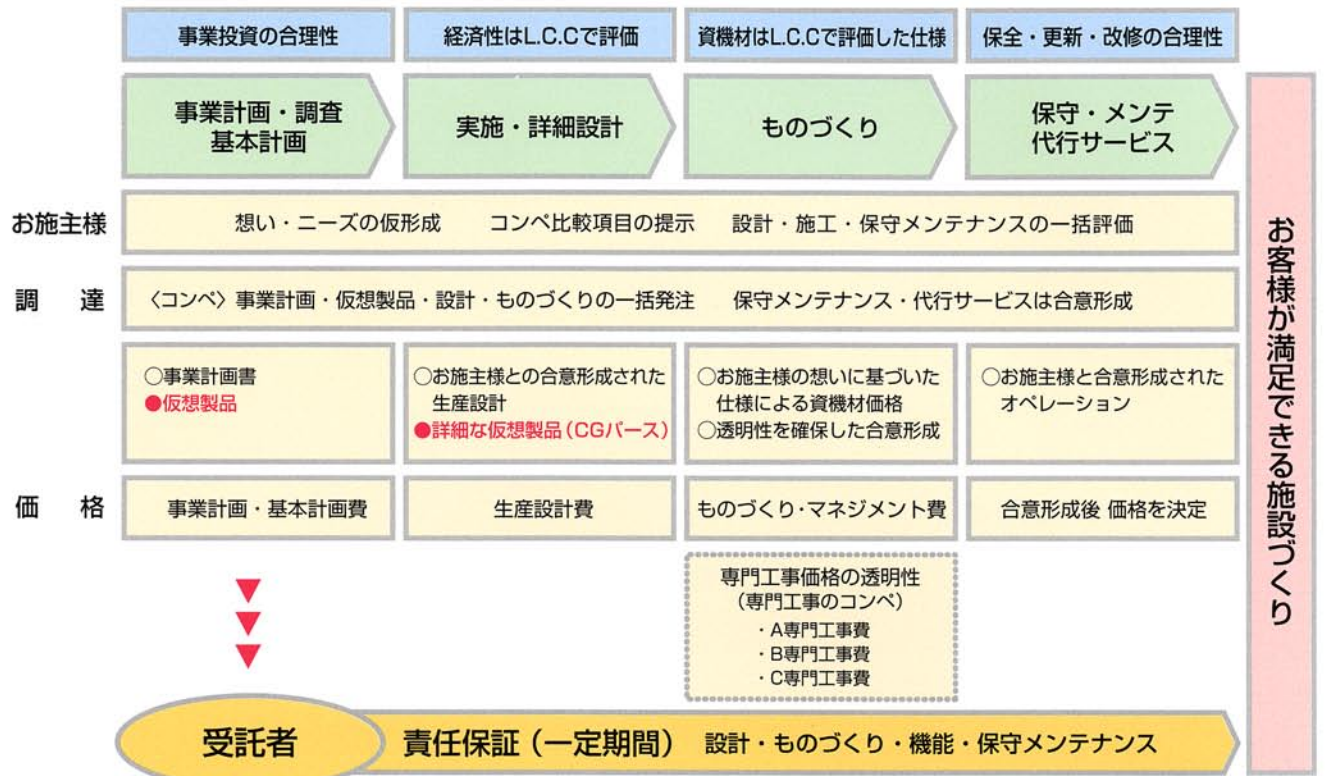 事業投資の合理性
経済性はL.C.Cで評価
資機材はL.C.Cで評価した仕様
保全・更新・改修の合理性
事業計画・調査
基本計画
実施・詳細設計
ものづくり
保守・メンテ
代行サービス
お施主様
想い・ニーズの仮形成 コンペ比較項目の提示 設計・施工・保守メンテナンスの一括評価
調 達
〈コンペ〉事業計画・仮想製品・設計・ものづくりの一括発注 保守メンテナンス・代行サービスは合意形成
○事業計画書
●仮想製品
○お施主様との合意形成された
生産設計
●詳細な仮想製品(CGパース)
○お施主様の想いに基づいた
仕様による資機材価格
○透明性を確保した合意形成
○お施主様と合意形成された
オペレーション
価 格
事業計画・基本計画費
生産設計費
ものづくり・マネジメント費
合意形成後 価格を決定
専門工事価格の透明性
(専門工事のコンペ)
・A専門工事費
・B専門工事費
・C専門工事費
受託者
責任保証(一定期間) 設計・ものづくり・機能・保守メンテナンス
お客様が満足できる施設づくり